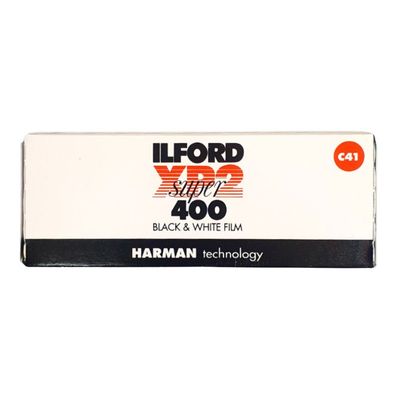 ILFORD
XP2
super
400
BLACK & WHITE FILM
HARMAN technology
C41